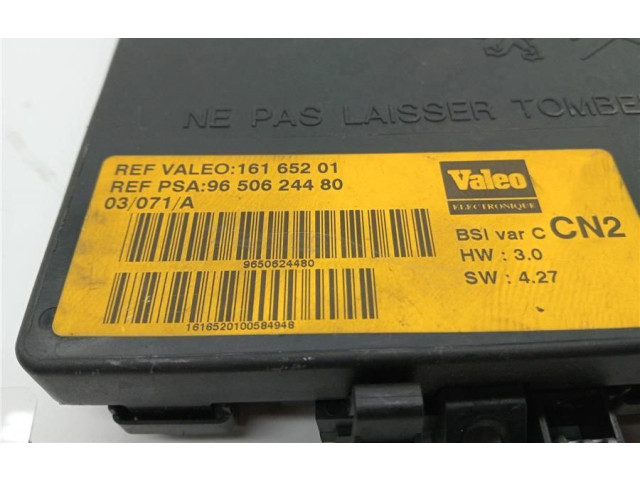 NE PAS LAISSER TOMBE
REF VALEO:161 652 01
REF PSA:96 506 244 80
03/071/A
Valeo
ELECTRONIQUE
BSI var C CN2
HW : 3.0
SW : 4.27
9650624480
1616520100584948